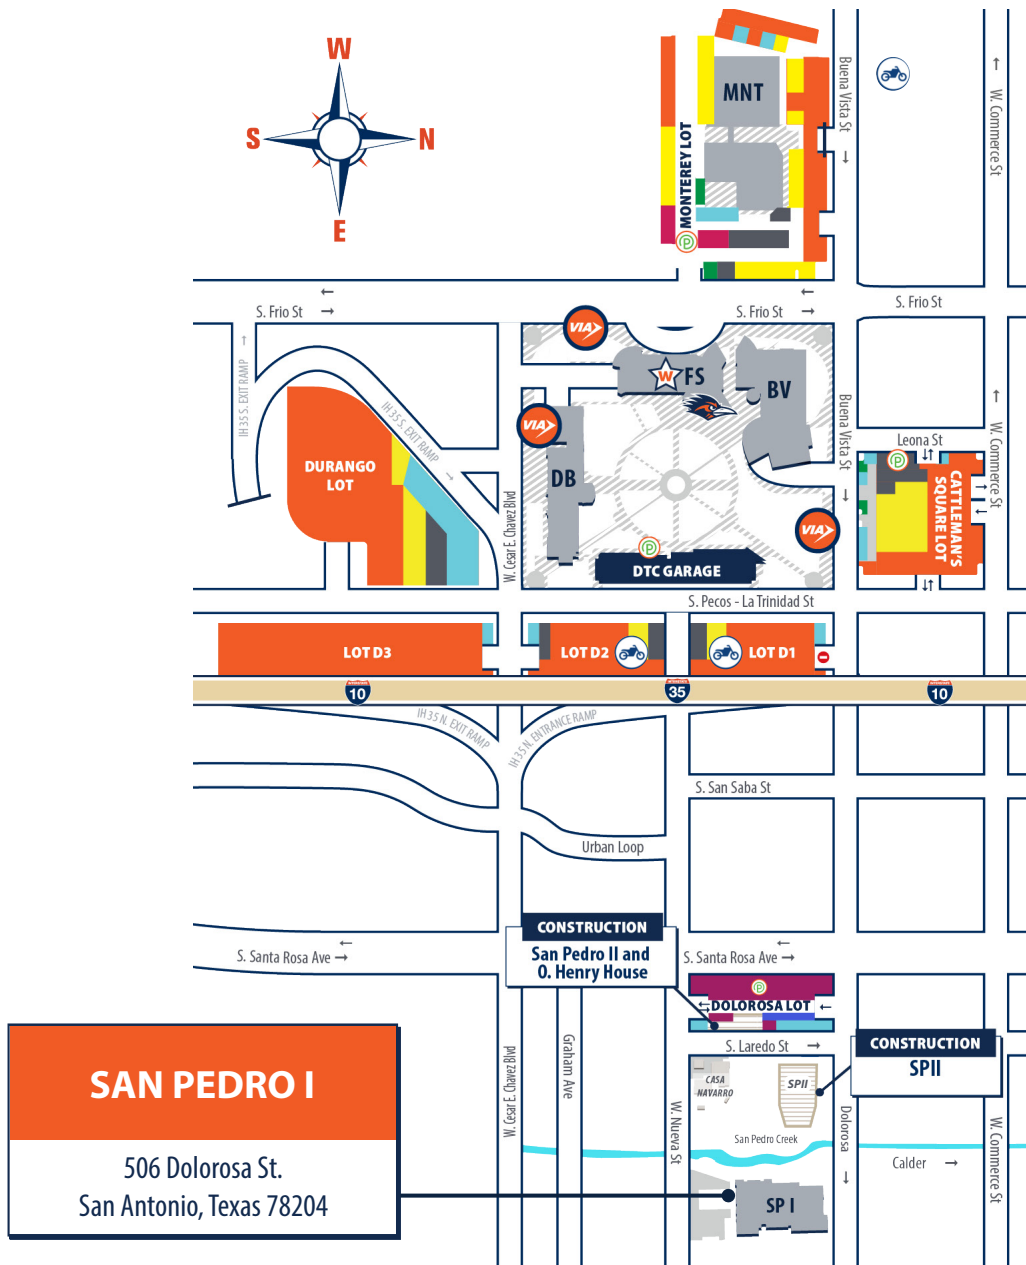 W
S
N
E
MNT
MONTEREY LOT
Buena Vista St
W. Commerce St
S. Frio St
S. Frio St
S. Frio St
IH 35 S. EXIT RAMP
IH 35 S. EXIT RAMP
VIA
W
FS
BV
VIA
DB
Buena Vista St
W. Commerce St
Leona St
P
P
CATTLEMAN'S
SQUARE LOT
DURANGO
LOT
W. Cesar E. Chavez Blvd
VIA
P
DTC GARAGE
S. Pecos - La Trinidad St
LOT D3
LOT D2
LOT D1
INTERSTATE
10
INTERSTATE
35
INTERSTATE
10
IH 35 N. EXIT RAMP
IH 35 N. ENTRANCE RAMP
S. San Saba St
Urban Loop
CONSTRUCTION
San Pedro II and
O. Henry House
S. Santa Rosa Ave
S. Santa Rosa Ave
P
DOLOROSA LOT
S. Laredo St
CONSTRUCTION
SPII
SAN PEDRO I
506 Dolorosa St.
San Antonio, Texas 78204
W. Cesar E. Chavez Blvd
Graham Ave
W. Nueva St
CASA
NAVARRO
SPII
San Pedro Creek
Dolorosa
Calder
W. Commerce St
SP I